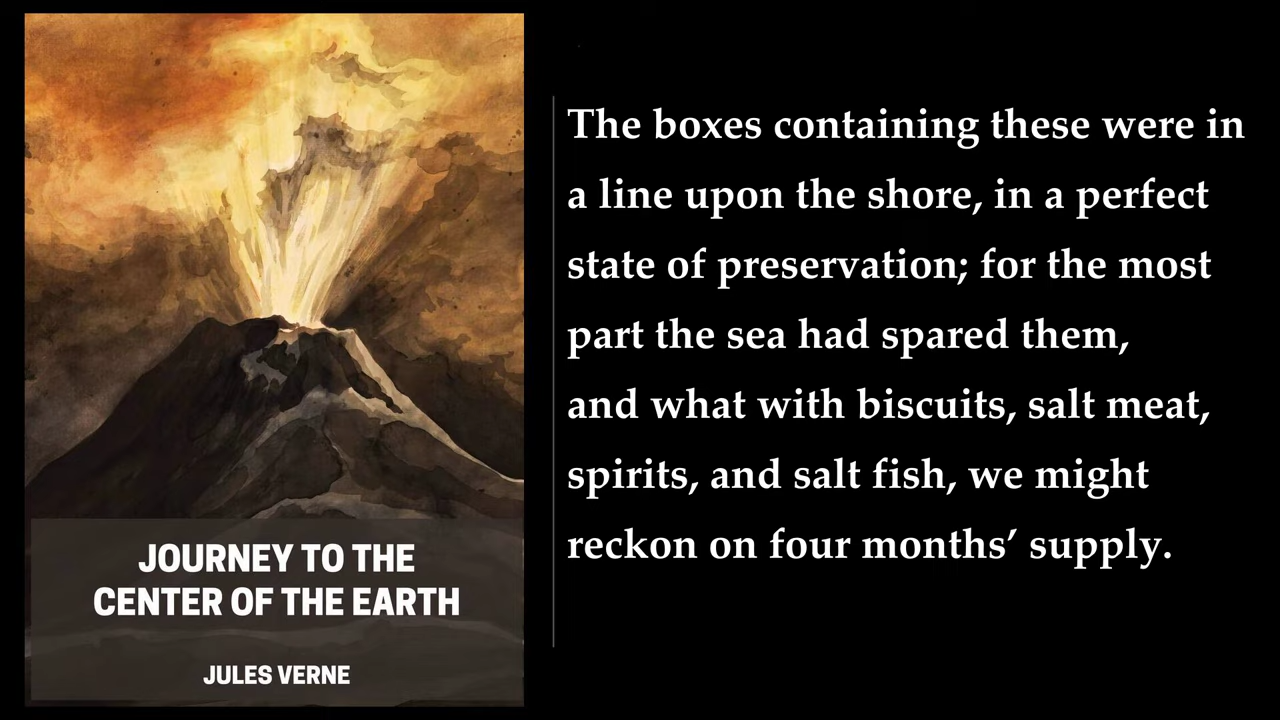 JOURNEY TO THE
CENTER OF THE EARTH
JULES VERNE
The boxes containing these were in
a line upon the shore, in a perfect
state of preservation; for the most
part the sea had spared them,
and what with biscuits, salt meat,
spirits, and salt fish, we might
reckon on four months’ supply.